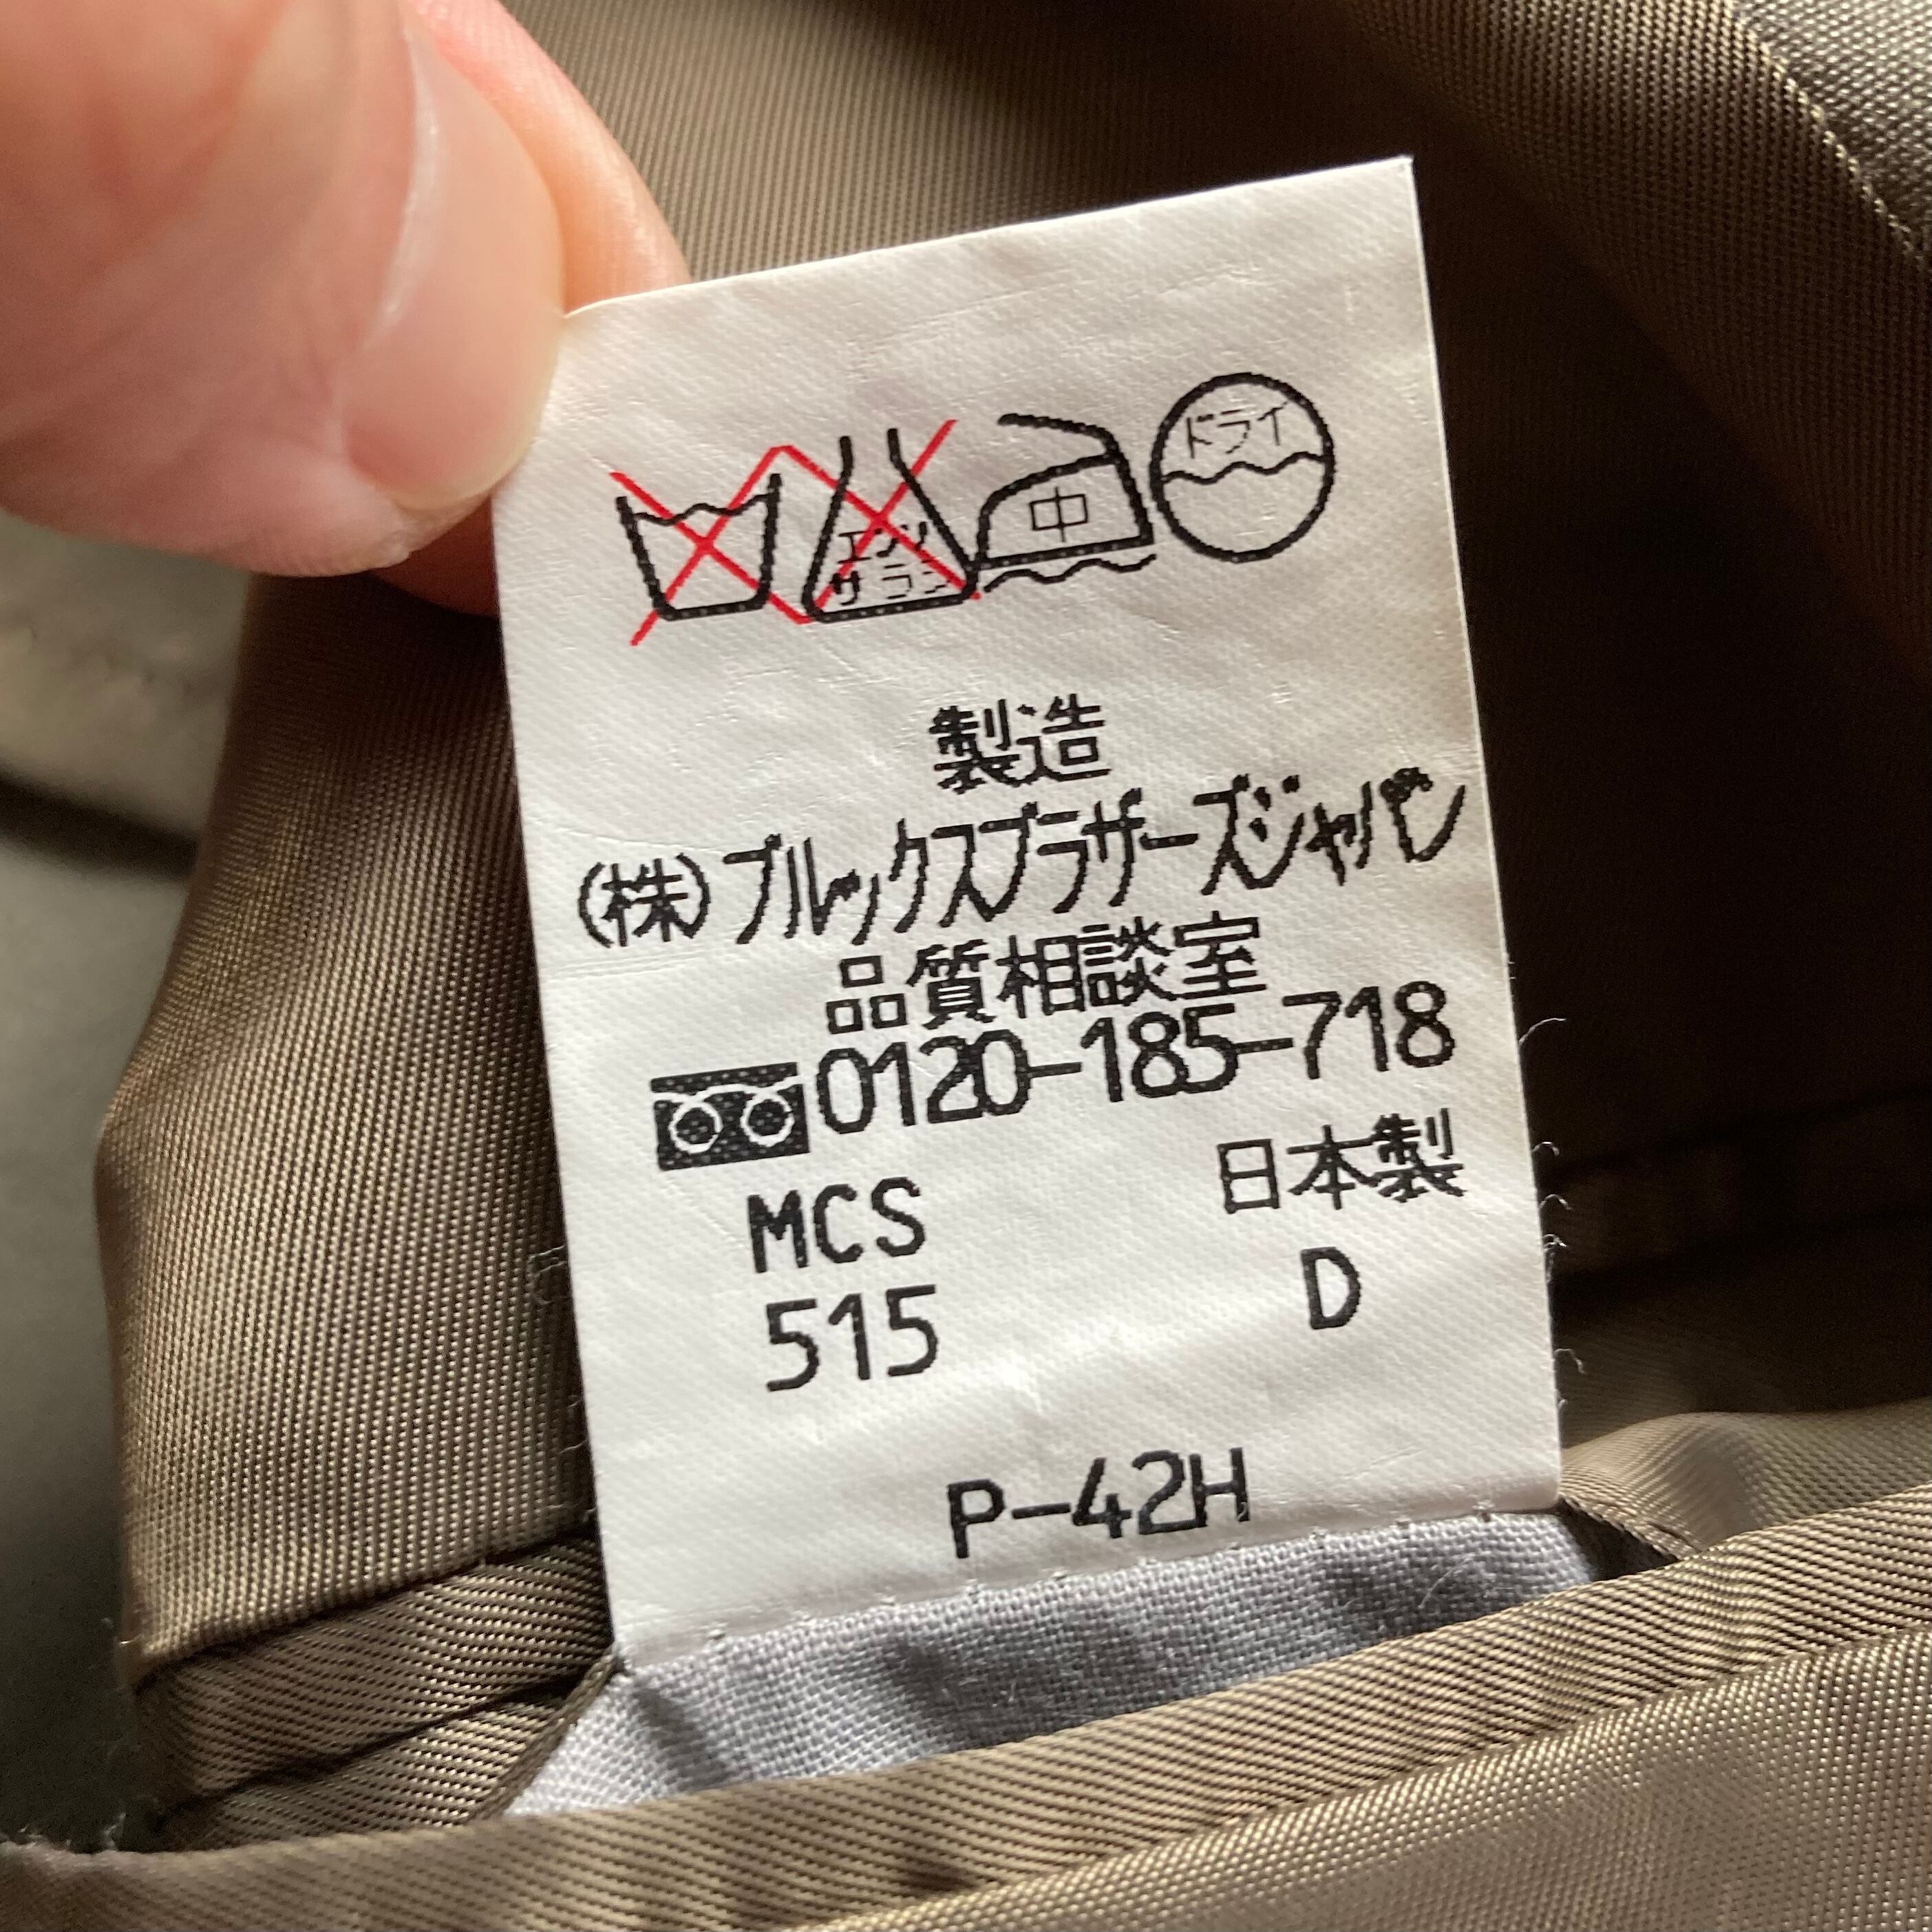 エンソ
サラシ
中
ドライ
製造
(株)ブルックスブラザーズジャパン
品質相談室
0120-185-718
MCS 日本製
515 D
P-42H